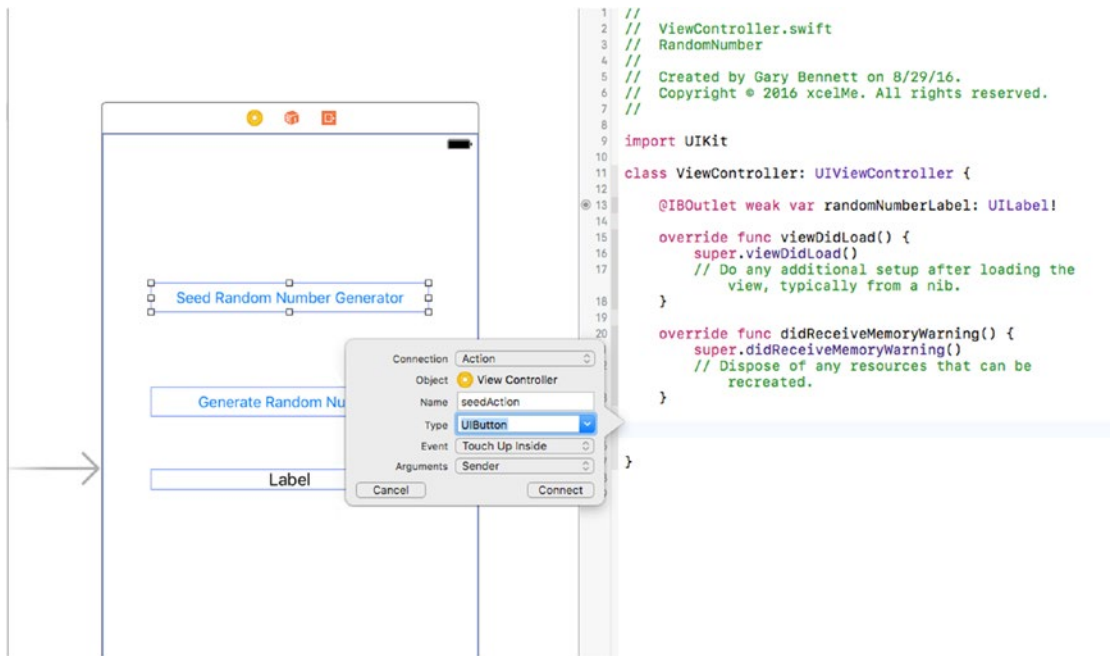 Seed Random Number Generator
Generate Random Nu
Label
Connection Action
Object View Controller
Name seedAction
Type UIButton
Event Touch Up Inside
Arguments Sender
Cancel Connect
1 //
2 // ViewController.swift
3 // RandomNumber
4 //
5 // Created by Gary Bennett on 8/29/16.
6 // Copyright © 2016 xcelMe. All rights reserved.
7 //
8
9 import UIKit
10
11 class ViewController: UIViewController {
12
13 @IBOutlet weak var randomNumberLabel: UILabel!
14
15 override func viewDidLoad() {
16 super.viewDidLoad()
17 // Do any additional setup after loading the
view, typically from a nib.
18 }
19
20 override func didReceiveMemoryWarning() {
super.didReceiveMemoryWarning()
// Dispose of any resources that can be
recreated.
}
}